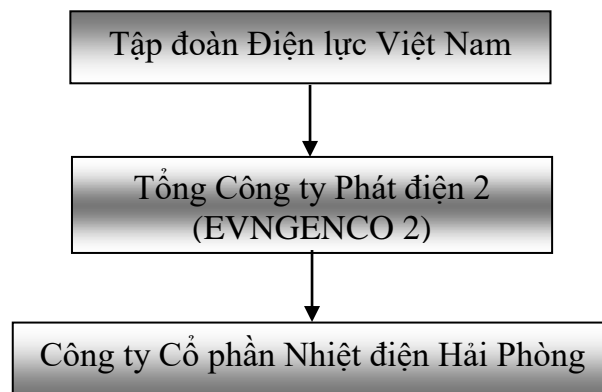 Tập đoàn Điện lực Việt Nam
Tổng Công ty Phát điện 2
(EVNGENCO 2)
Công ty Cổ phần Nhiệt điện Hải Phòng